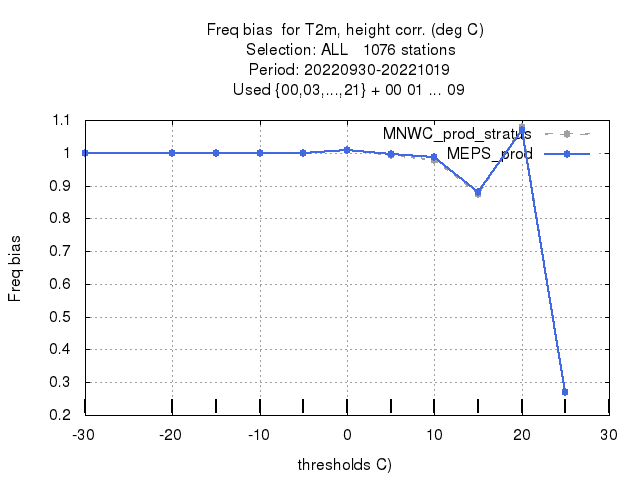 Freq bias  for T2m, height corr. (deg C)
Selection: ALL   1076 stations
Period: 20220930-20221019
Used {00,03,...,21} + 00 01 ... 09
MNWC_prod_stratus
MEPS_prod
Freq bias
1.1
1
0.9
0.8
0.7
0.6
0.5
0.4
0.3
0.2
-30
-20
-10
0
10
20
30
thresholds C)